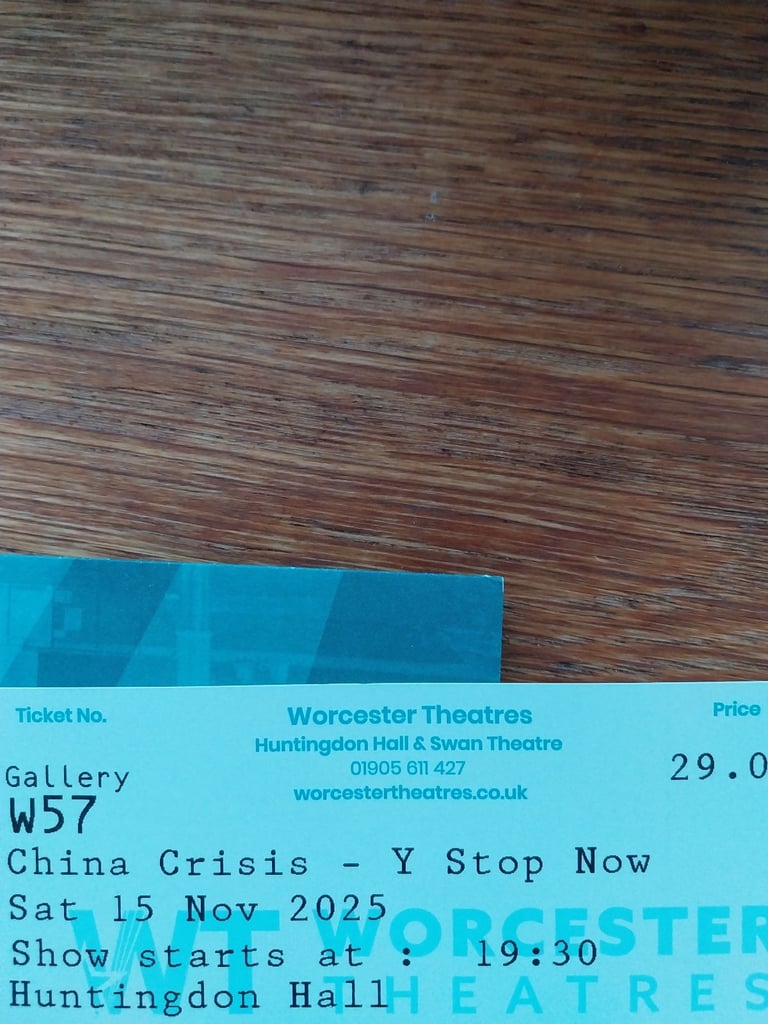 Ticket No.
Worcester Theatres
Price
Huntingdon Hall & Swan Theatre
01905 611 427
29.0
worcestertheatres.co.uk
Gallery
W57
China Crisis - Y Stop Now
Sat 15 Nov 2025
Show starts at : 19:30
Huntingdon Hall
WT WORCESTER
THEATRES